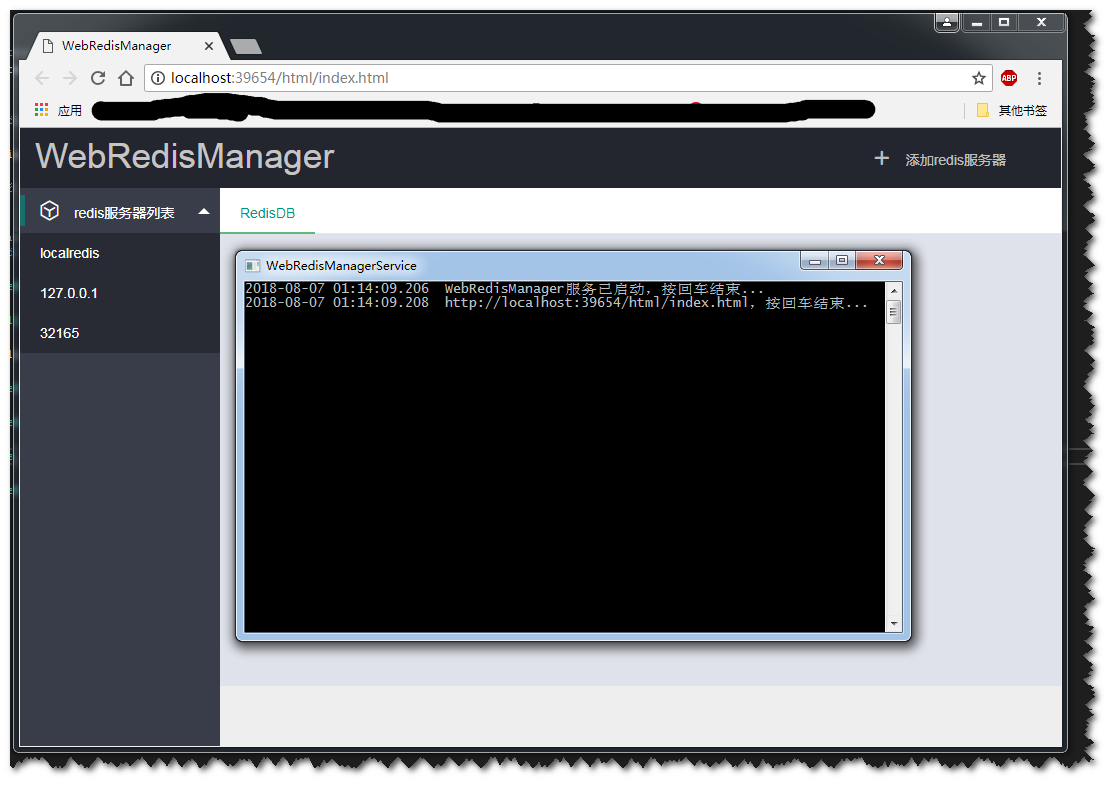 WebRedisManager
localhost:39654/html/index.html
ABP
应用
其他书签
WebRedisManager
添加redis服务器
redis服务器列表
RedisDB
localredis
127.0.0.1
32165
WebRedisManagerService
2018-08-07 01:14:09.206 WebRedisManager服务已启动，按回车结束...
2018-08-07 01:14:09.208 http://localhost:39654/html/index.html，按回车结束...